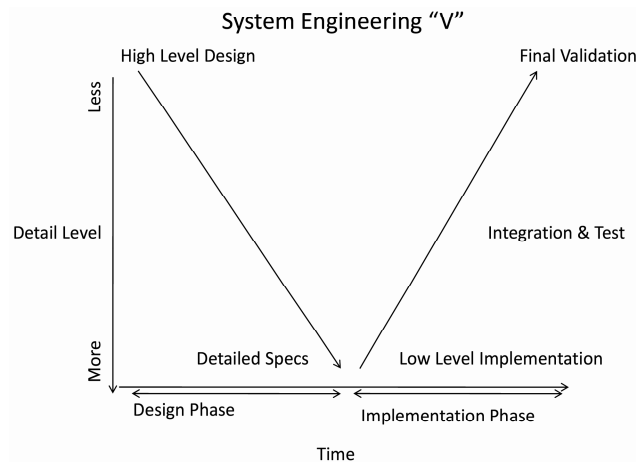 System Engineering “V”
High Level Design
Final Validation
Less
Detail Level
Integration & Test
More
Detailed Specs
Low Level Implementation
Design Phase
Implementation Phase
Time